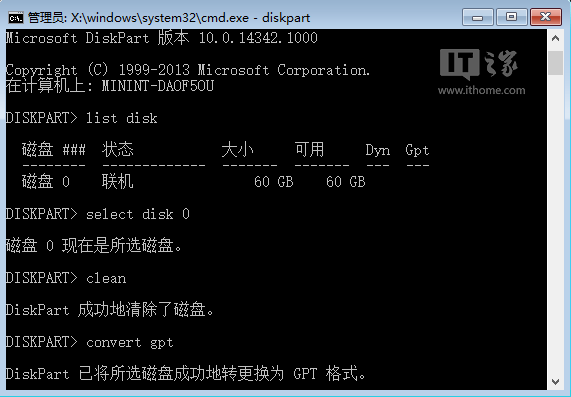 管理员: X:\windows\system32\cmd.exe - diskpart
Microsoft DiskPart 版本 10.0.14342.1000
Copyright (C) 1999-2013 Microsoft Corporation.
在计算机上: MININT-DAOF5OU
IT之家
www.ithome.com
DISKPART> list disk
磁盘 ### 状态 大小 可用 Dyn Gpt
-------- ------------- ------- ------- --- ---
磁盘 0 联机 60 GB 60 GB
DISKPART> select disk 0
磁盘 0 现在是所选磁盘。
DISKPART> clean
DiskPart 成功地清除了磁盘。
DISKPART> convert gpt
DiskPart 已将所选磁盘成功地转更换为 GPT 格式。